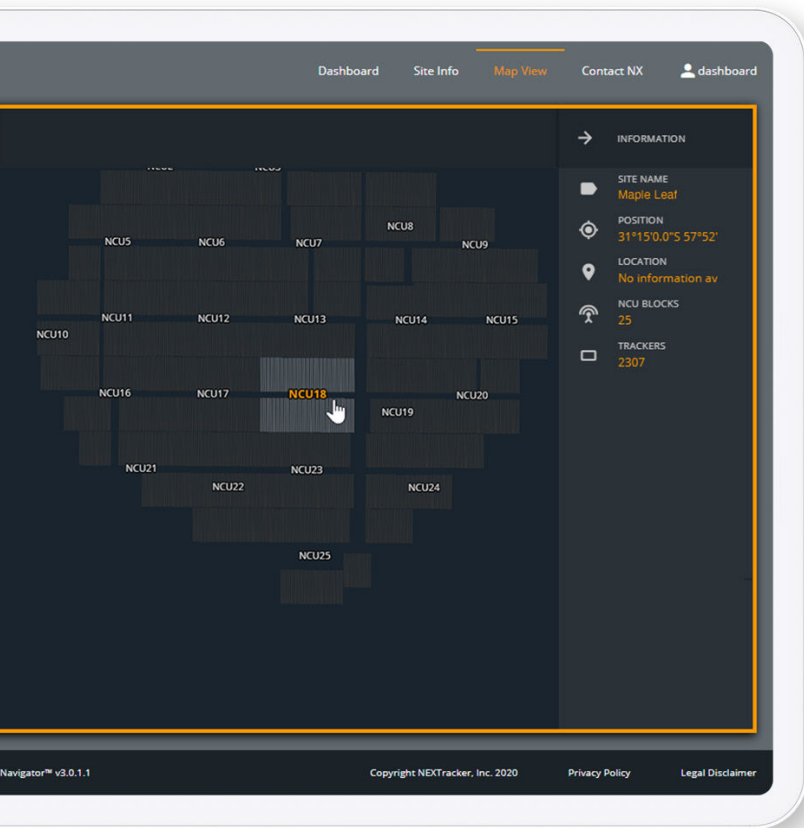 Dashboard Site Info Map View Contact NX dashboard
INFORMATION
SITE NAME
Maple Leaf
POSITION
31°15'0.0"S 57°52'
LOCATION
No information av
NCU BLOCKS
25
TRACKERS
2307
NCU8
NCU5 NCU6 NCU7 NCU9
NCU11 NCU12 NCU13 NCU14 NCU15
NCU10
NCU16 NCU17 NCU18 NCU20
NCU19
NCU21 NCU23
NCU22 NCU24
NCU25
Navigator™ v3.0.1.1 Copyright NEXTracker, Inc. 2020 Privacy Policy Legal Disclaimer